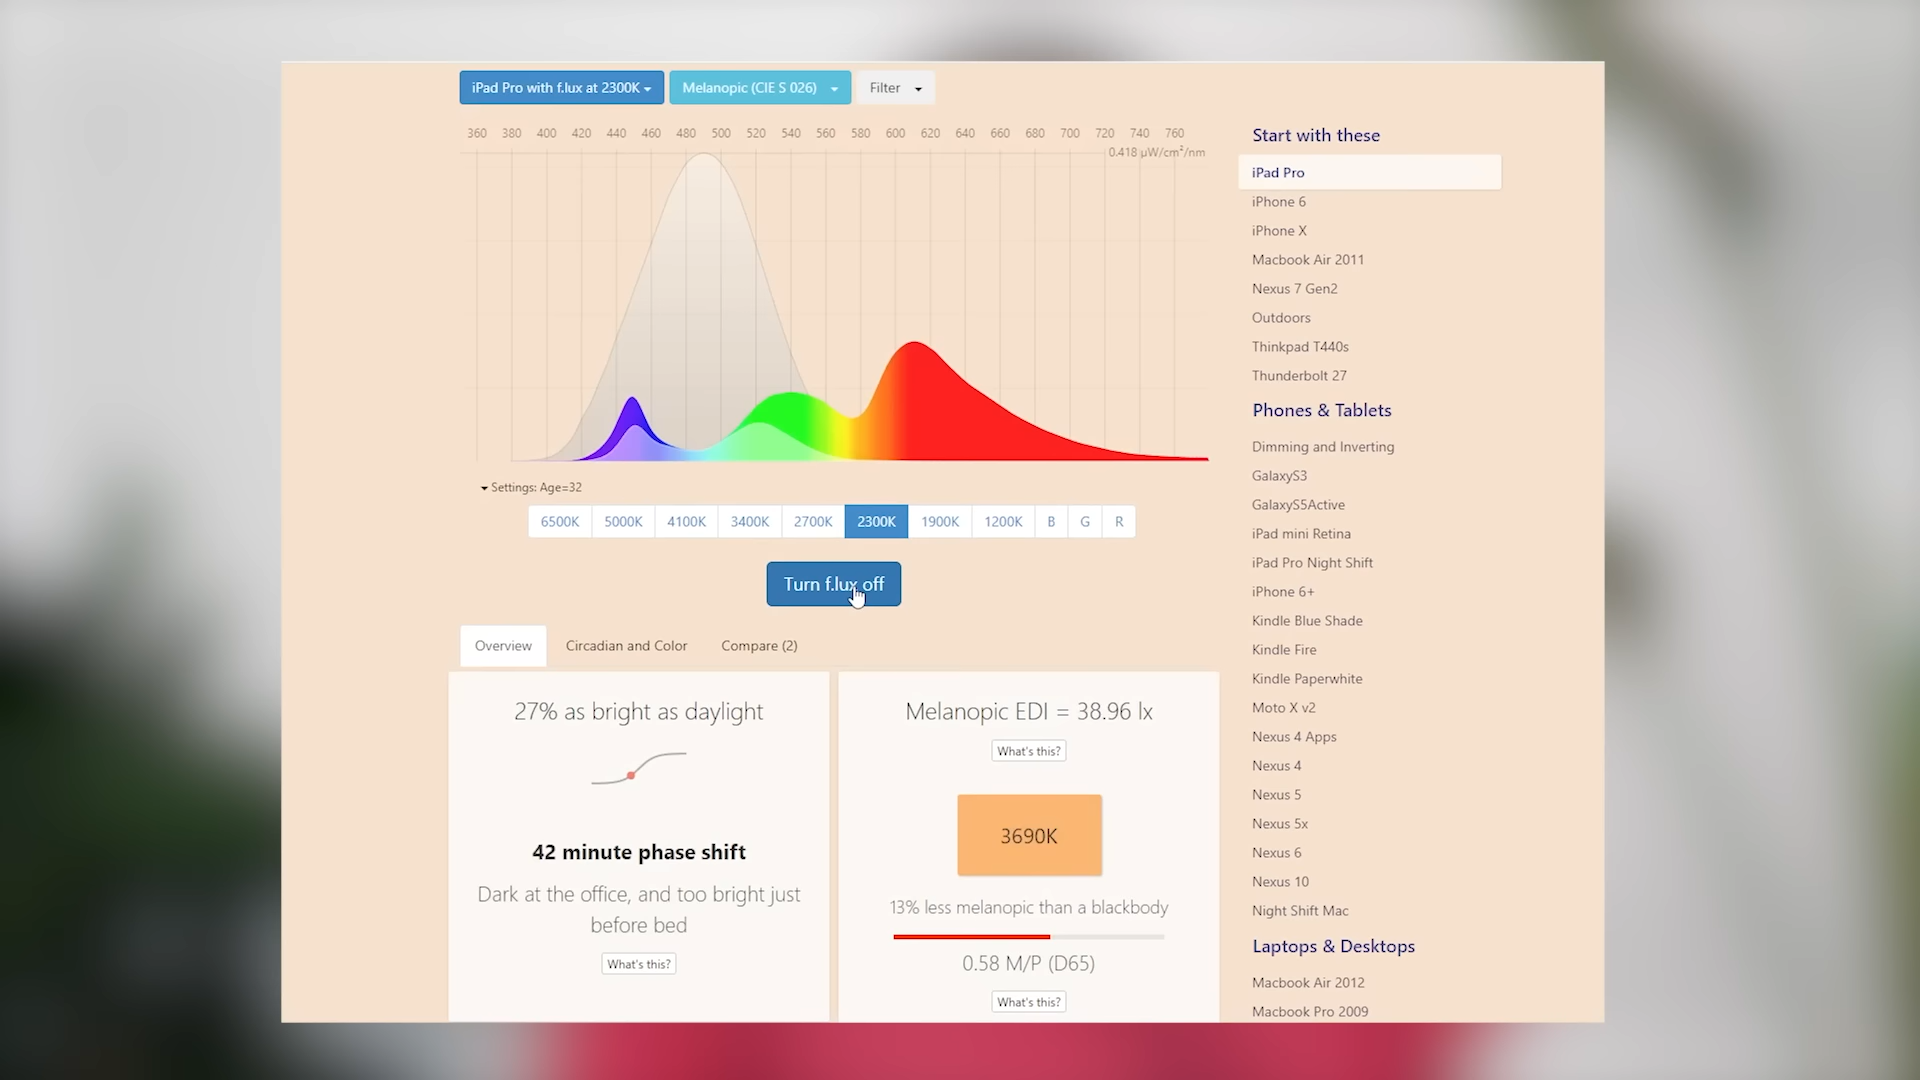 iPad Pro with f.lux at 2300K
Melanopic (CIE S 026)
Filter
360 380 400 420 440 460 480 500 520 540 560 580 600 620 640 660 680 700 720 740 760
0.418 µW/cm²/nm
Settings: Age=32
6500K 5000K 4100K 3400K 2700K 2300K 1900K 1200K B G R
Turn f.lux off
Overview
Circadian and Color
Compare (2)
27% as bright as daylight
42 minute phase shift
Dark at the office, and too bright just
before bed
What's this?
Melanopic EDI = 38.96 lx
What's this?
3690K
13% less melanopic than a blackbody
0.58 M/P (D65)
What's this?
Start with these
iPad Pro
iPhone 6
iPhone X
Macbook Air 2011
Nexus 7 Gen2
Outdoors
Thinkpad T440s
Thunderbolt 27
Phones & Tablets
Dimming and Inverting
GalaxyS3
GalaxyS5Active
iPad mini Retina
iPad Pro Night Shift
iPhone 6+
Kindle Blue Shade
Kindle Fire
Kindle Paperwhite
Moto X v2
Nexus 4 Apps
Nexus 4
Nexus 5
Nexus 5x
Nexus 6
Nexus 10
Night Shift Mac
Laptops & Desktops
Macbook Air 2012
Macbook Pro 2009